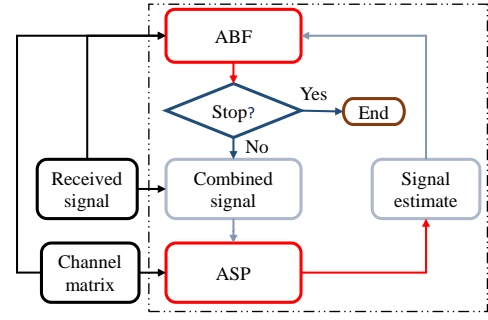 ABF
Yes
Stop?
End
No
Received
signal
Combined
signal
Signal
estimate
Channel
matrix
ASP